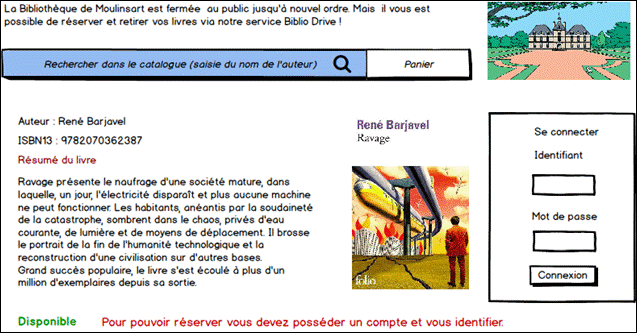 La Bibliothèque de Moulinsart est fermée au public jusqu'à nouvel ordre. Mais il vous est
possible de réserver et retirer vos livres via notre service Biblio Drive !
Rechercher dans le catalogue (saisie du nom de l'auteur)
Panier
Auteur : René Barjavel
ISBN13 : 9782070362387
Résumé du livre
Ravage présente le naufrage d'une société mature, dans
laquelle, un jour, l'électricité disparaît et plus aucune machine
ne peut fonctionner. Les habitants, anéantis par la soudaineté
de la catastrophe, sombrent dans le chaos, privés d'eau
courante, de lumière et de moyens de déplacement. Il brosse
le portrait de la fin de l'humanité technologique et la
reconstruction d'une civilisation sur d'autres bases.
Grand succès populaire, le livre s'est écoulé à plus d'un
million d'exemplaires depuis sa sortie.
René Barjavel
Ravage
folio
Se connecter
Identifiant
Mot de passe
Connexion
Disponible
Pour pouvoir réserver vous devez posséder un compte et vous identifier.